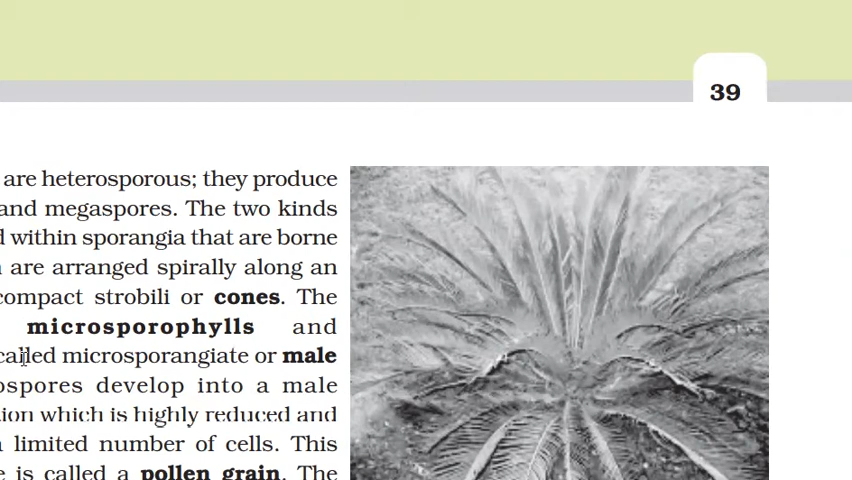 39
are heterosporous; they produce
and megaspores. The two kinds
within sporangia that are borne
are arranged spirally along an
compact strobili or cones. The
microsporophylls and
called microsporangiate or male
ospores develop into a male
tion which is highly reduced and
limited number of cells. This
is called a pollen grain. The